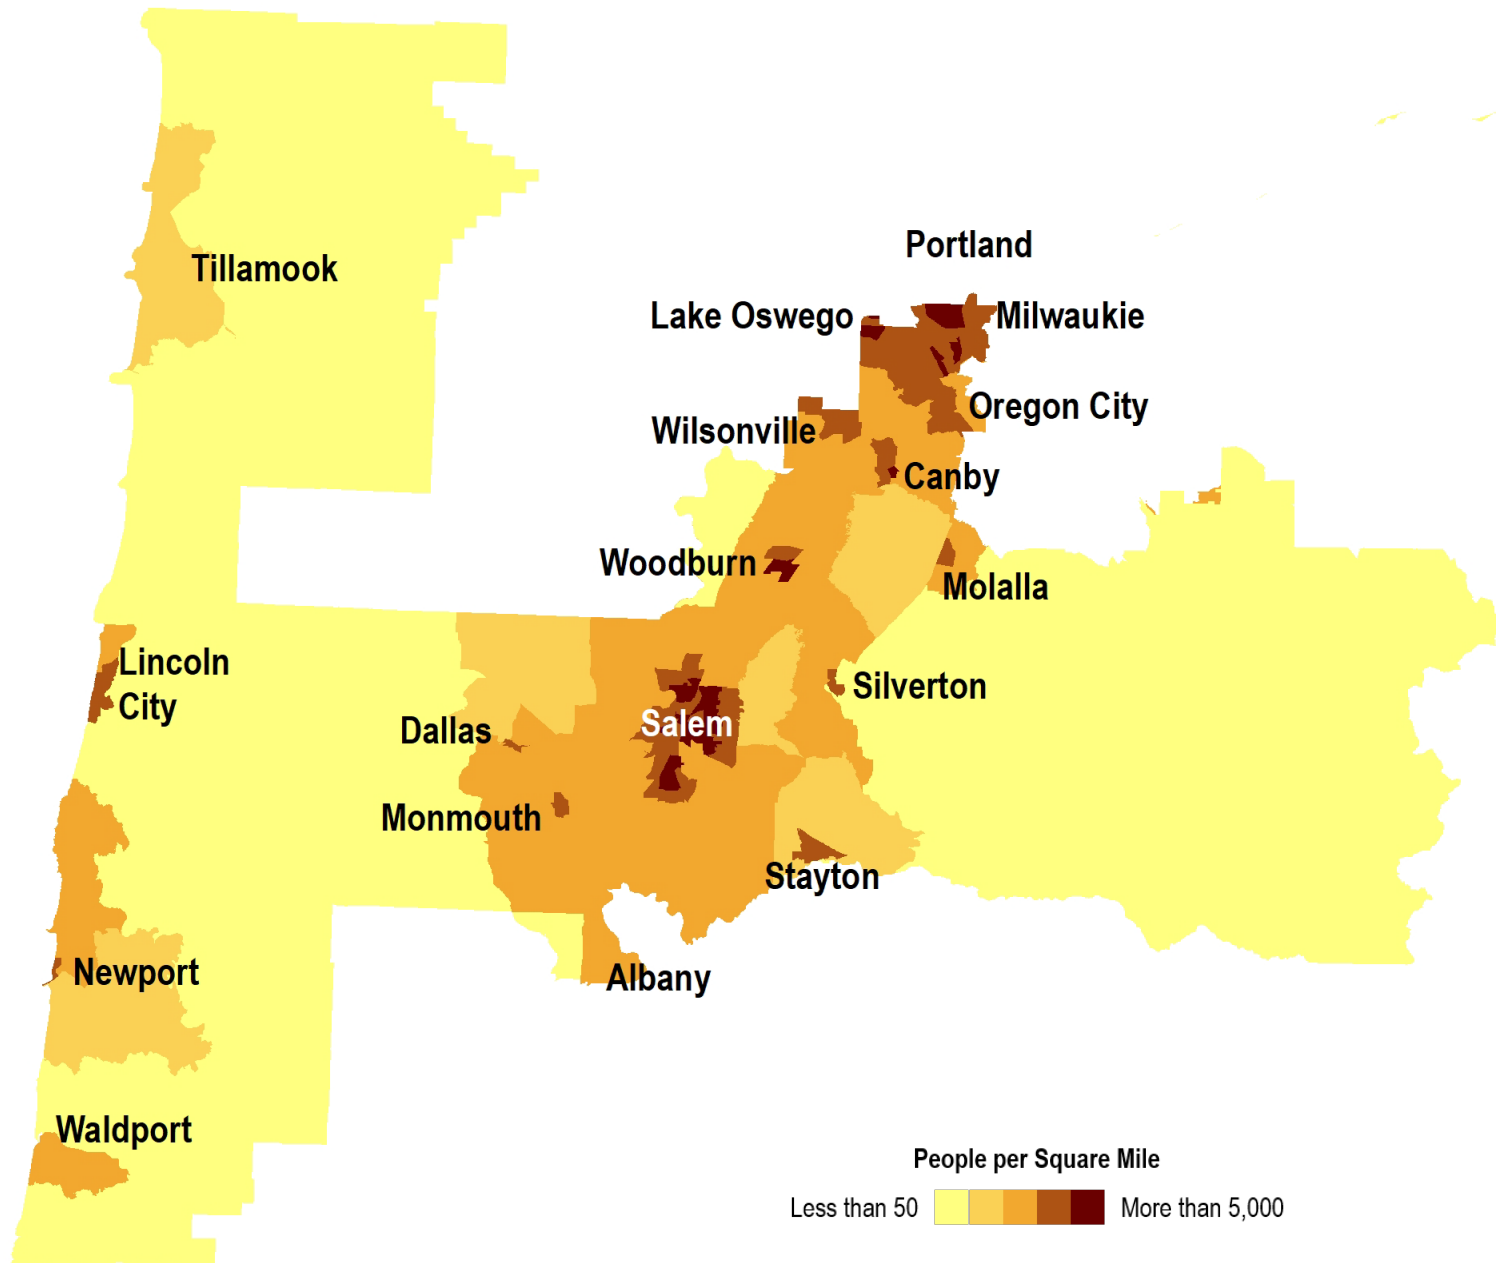 Portland
Tillamook
Lake Oswego
Milwaukie
Oregon City
Wilsonville
Canby
Woodburn
Molalla
Lincoln
City
Silverton
Salem
Dallas
Monmouth
Stayton
Newport
Albany
Waldport
People per Square Mile
Less than 50
More than 5,000